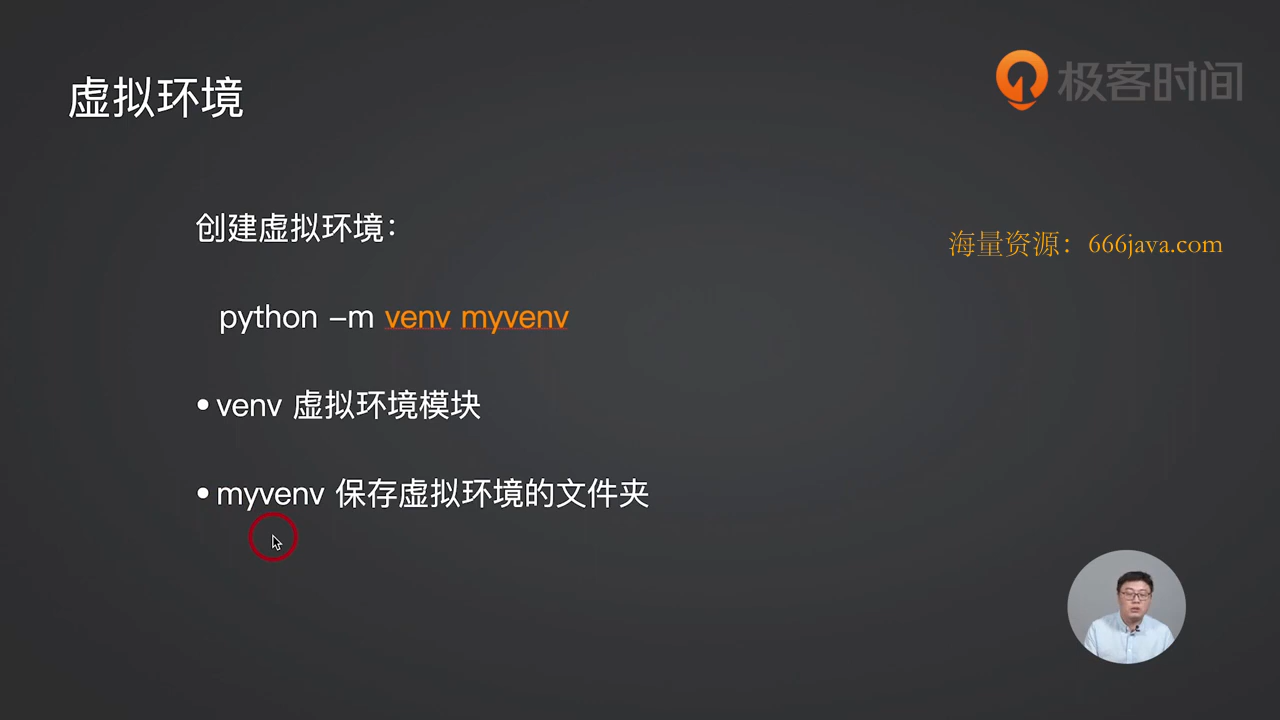 虚拟环境
极客时间
创建虚拟环境：
海量资源：666java.com
python –m venv myvenv
• venv 虚拟环境模块
• myvenv 保存虚拟环境的文件夹